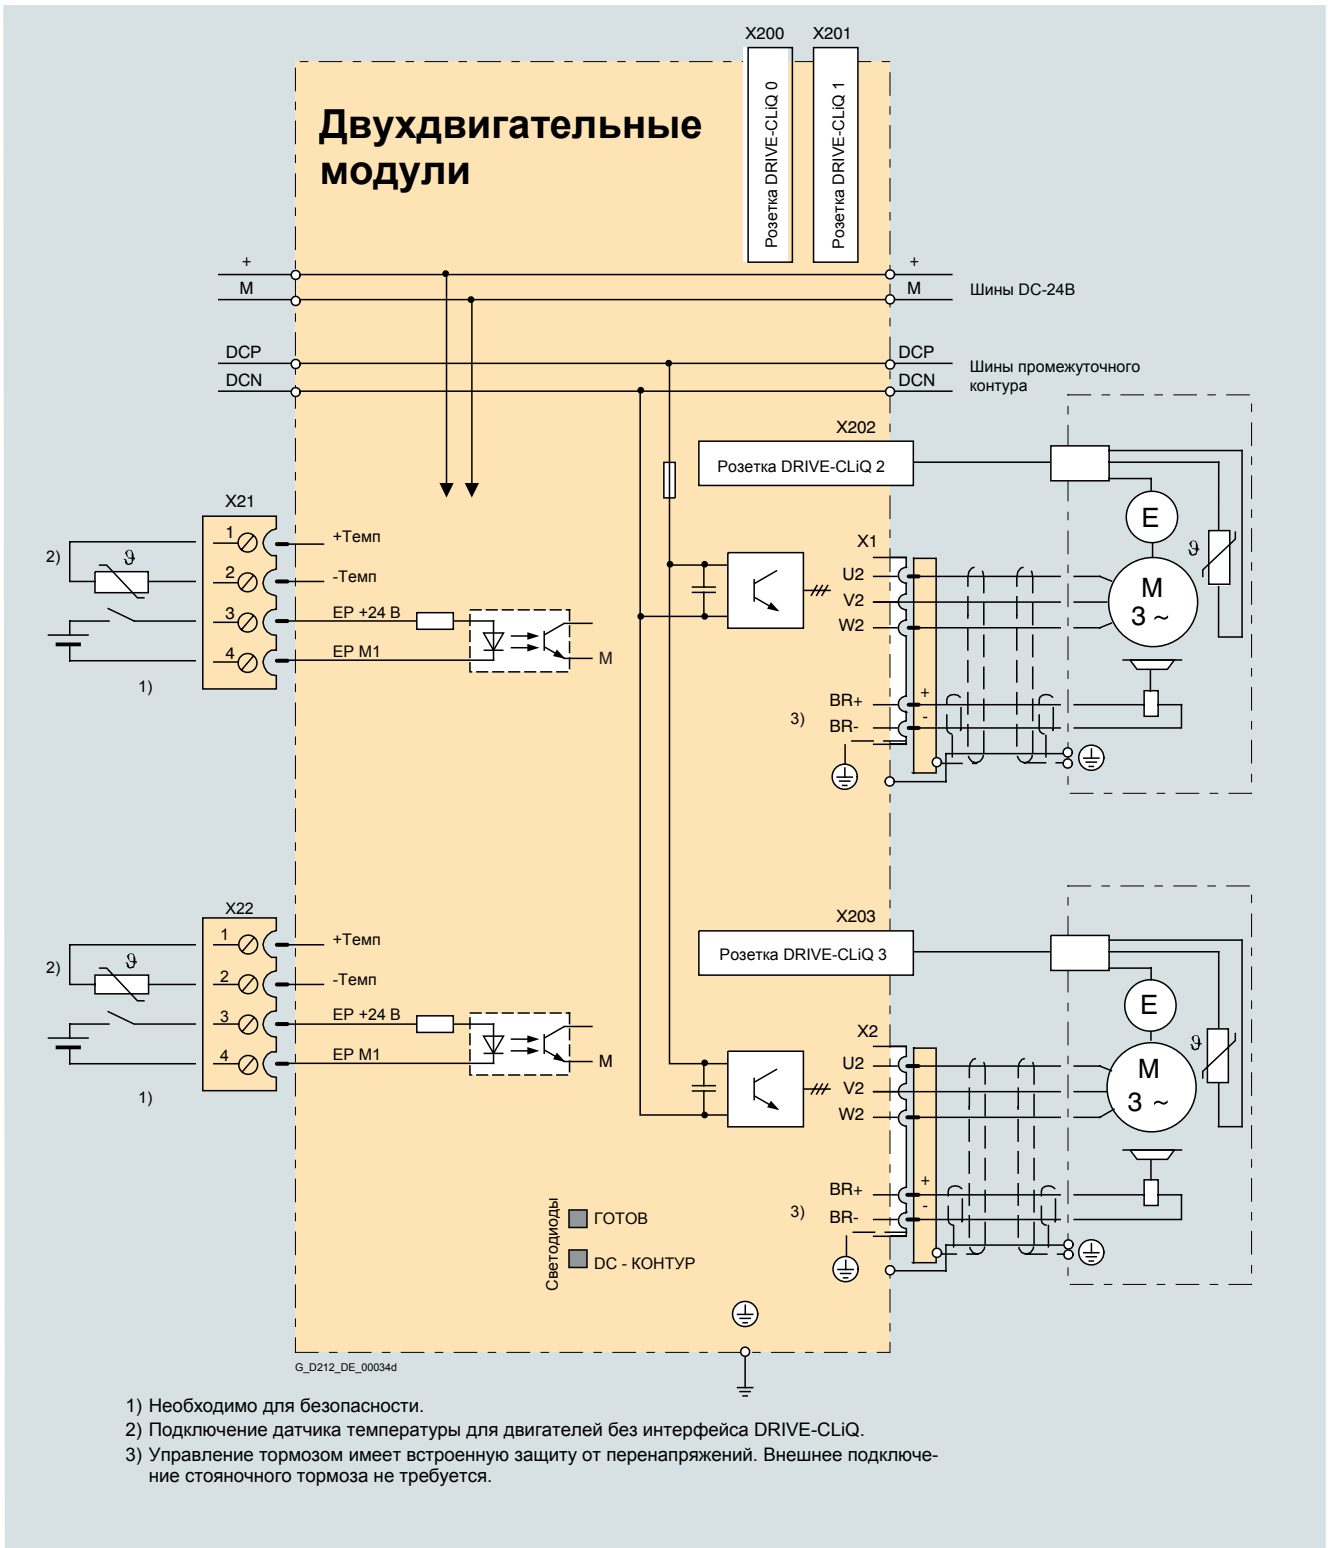 X200 X201
Двухдвигательные
модули
Розетка DRIVE-CLiQ 0
Розетка DRIVE-CLiQ 1
+ +
M M
Шины DC-24В
DCP DCP
DCN DCN
Шины промежуточного
контура
X202
Розетка DRIVE-CLiQ 2
X21
2) ϑ
1 +Темп
2 -Темп
3 EP +24 В
4 EP M1
M
1)
X1
U2
V2
W2
E
ϑ
M
3 ~
3)
BR+ +
BR- -
X22
2) ϑ
1 +Темп
2 -Темп
3 EP +24 В
4 EP M1
M
1)
X203
Розетка DRIVE-CLiQ 3
X2
U2
V2
W2
E
ϑ
M
3 ~
3)
BR+ +
BR- -
Светодиоды
ГОТОВ
DC - КОНТУР
G_D212_DE_00034d
1) Необходимо для безопасности.
2) Подключение датчика температуры для двигателей без интерфейса DRIVE-CLiQ.
3) Управление тормозом имеет встроенную защиту от перенапряжений. Внешнее подключе-
ние стояночного тормоза не требуется.